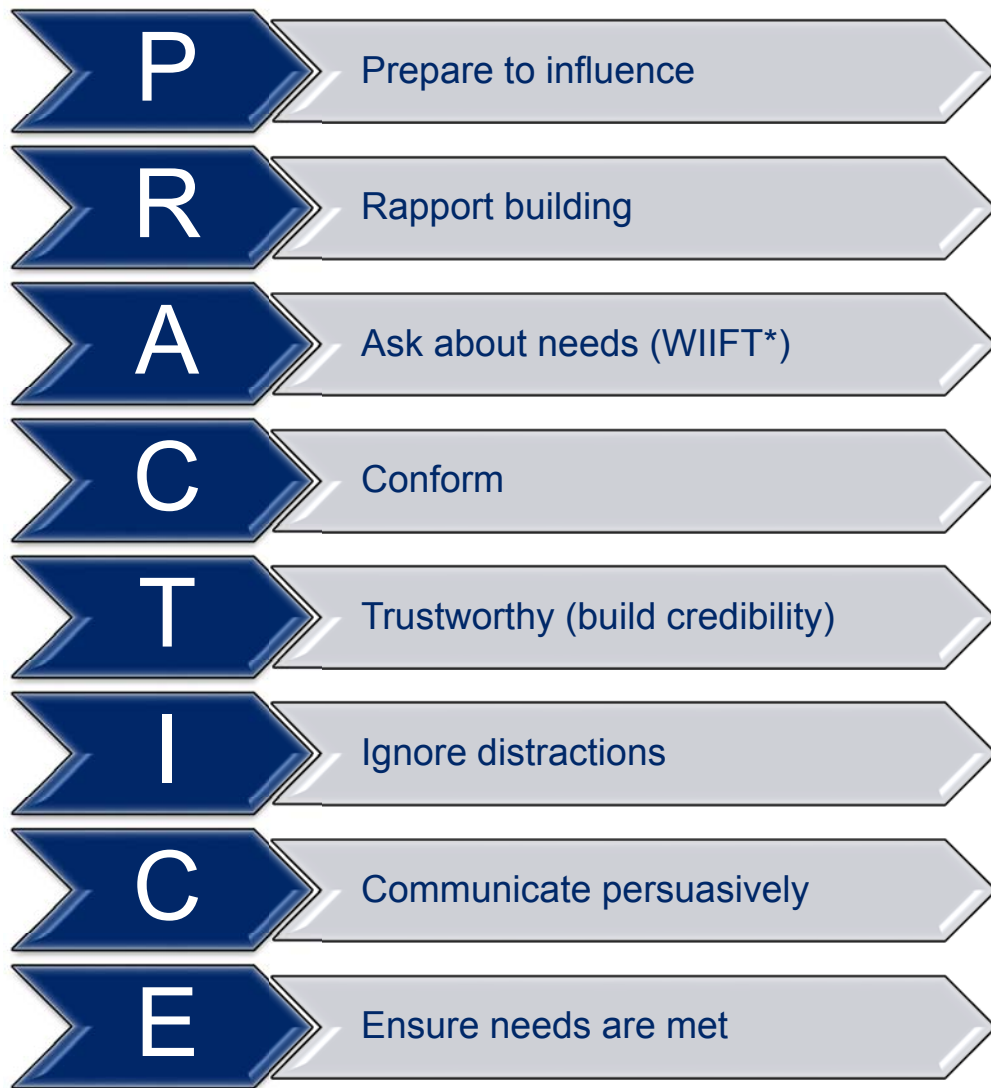 P Prepare to influence
R Rapport building
A Ask about needs (WIIFT*)
C Conform
T Trustworthy (build credibility)
I Ignore distractions
C Communicate persuasively
E Ensure needs are met